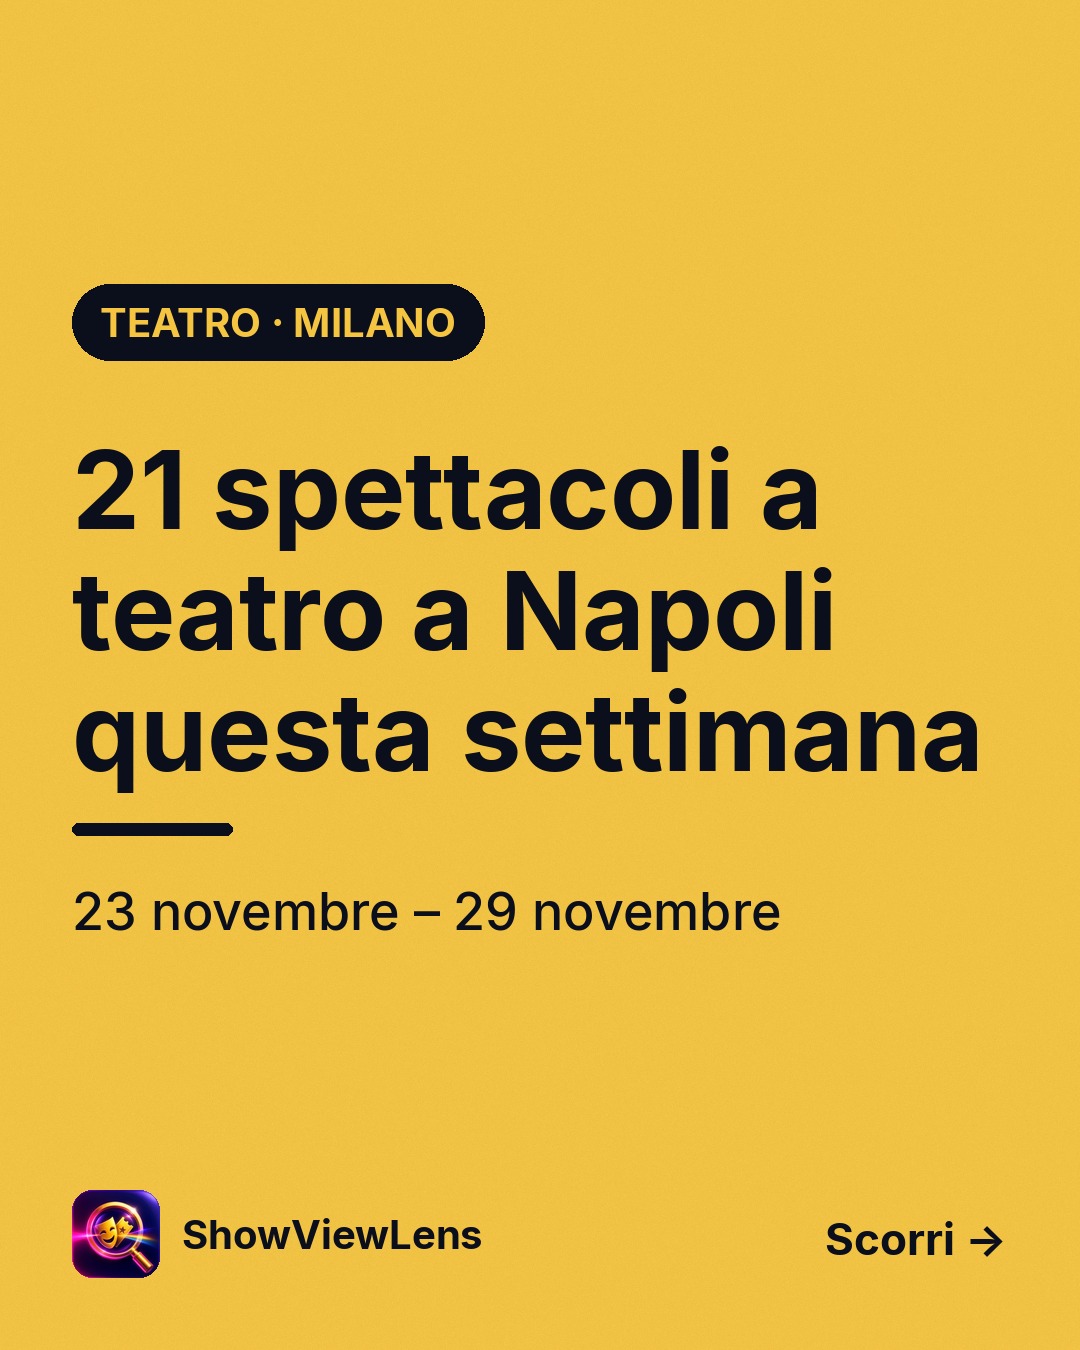 TEATRO · MILANO
21 spettacoli a
teatro a Napoli
questa settimana
23 novembre – 29 novembre
ShowViewLens
Scorri →